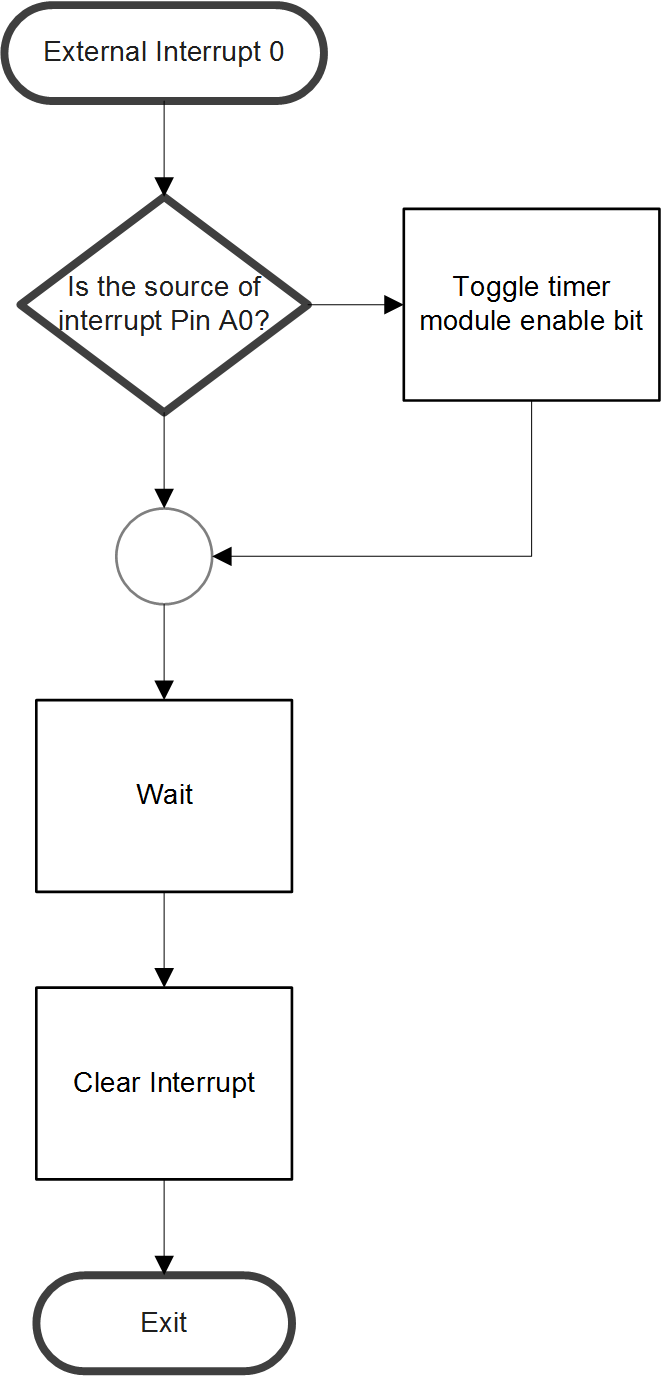 External Interrupt 0
Is the source of
interrupt Pin A0?
Toggle timer
module enable bit
Wait
Clear Interrupt
Exit